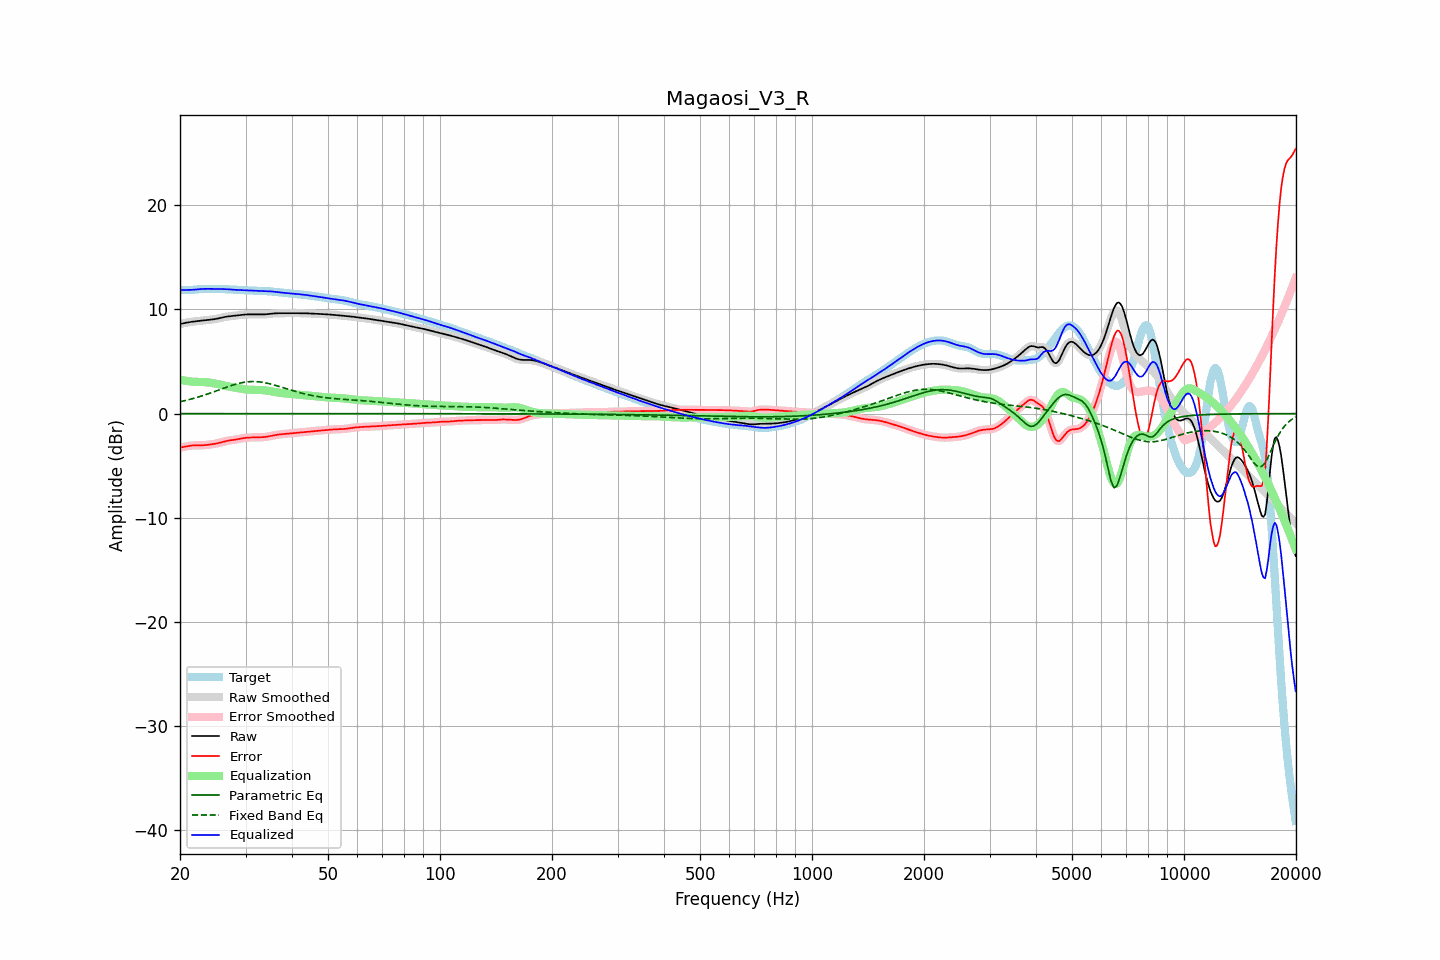 Magaosi_V3_R
Amplitude (dBr)
20
10
0
−10
−20
−30
−40
Target
Raw Smoothed
Error Smoothed
Raw
Error
Equalization
Parametric Eq
Fixed Band Eq
Equalized
20 50 100 200 500 1000 2000 5000 10000 20000
Frequency (Hz)